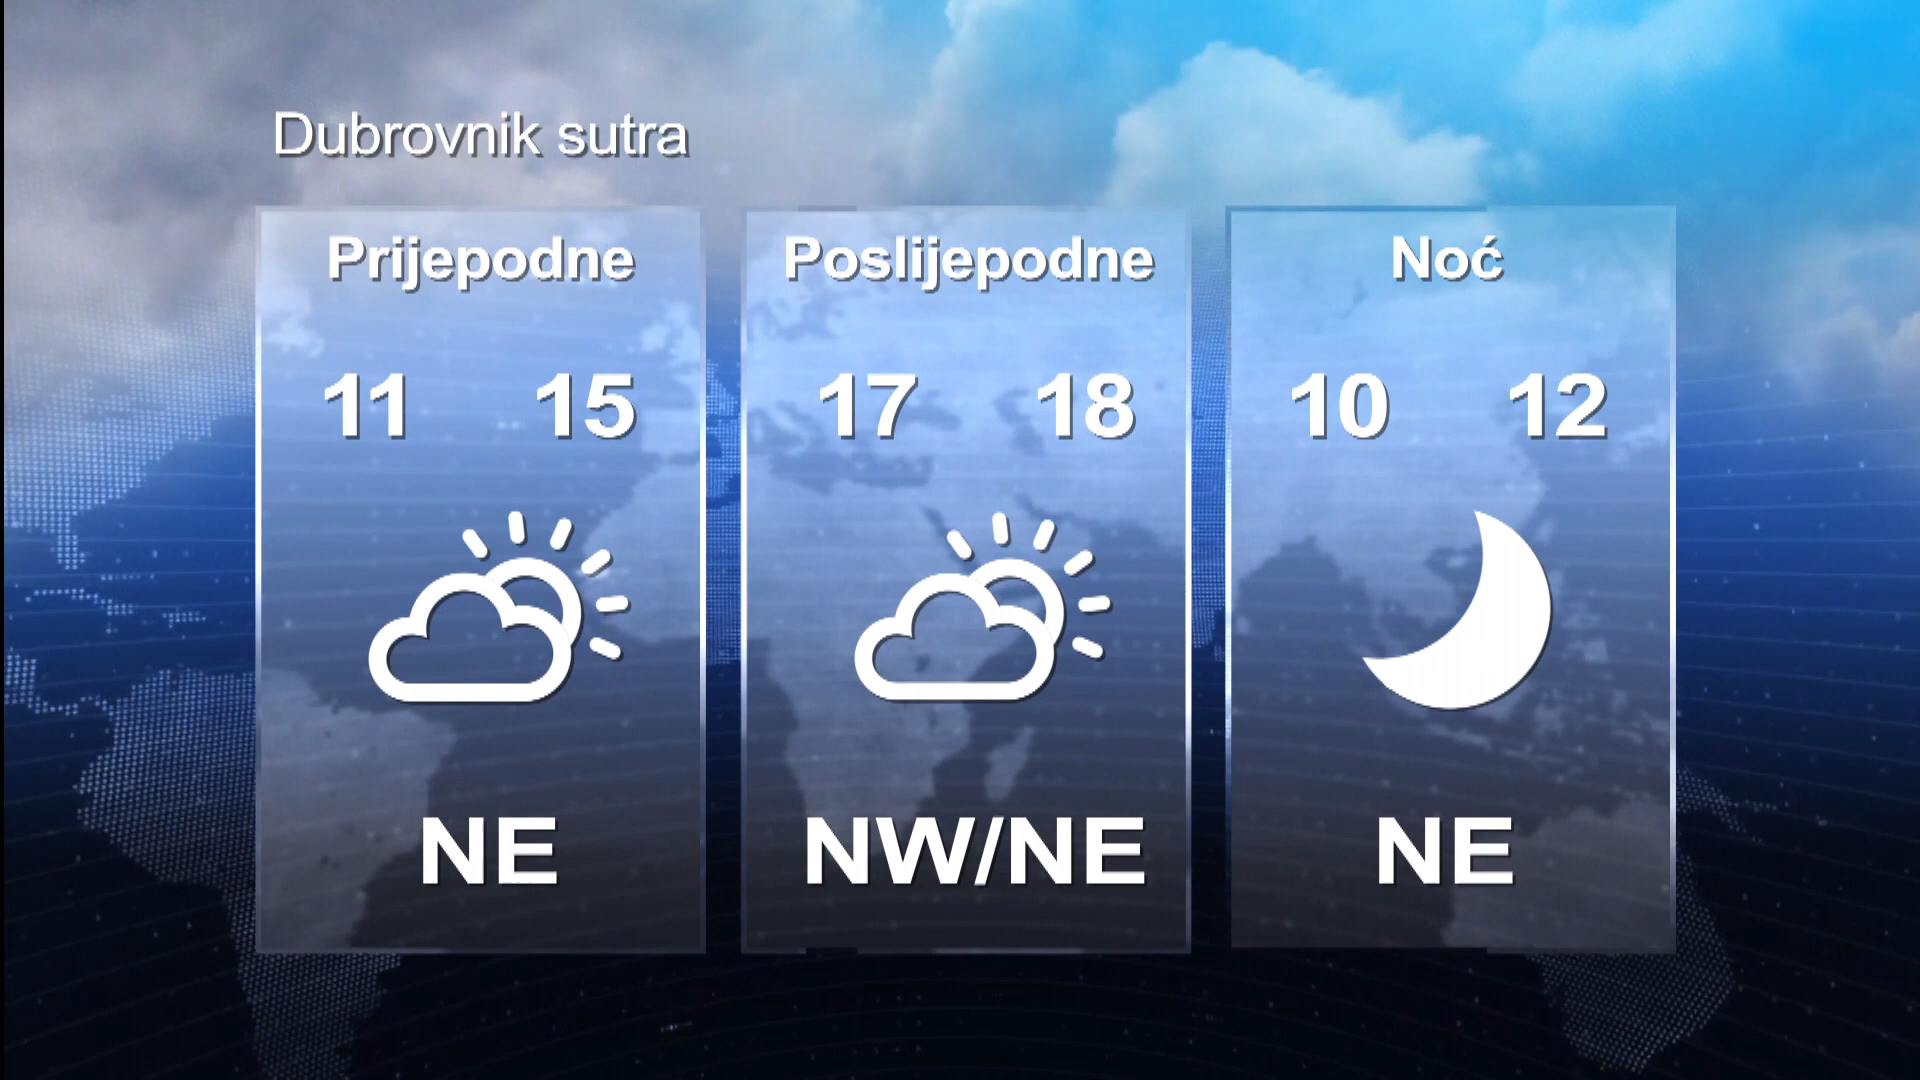 Dubrovnik sutra
Prijepodne
11 15
NE
Poslijepodne
17 18
NW/NE
Noć
10 12
NE